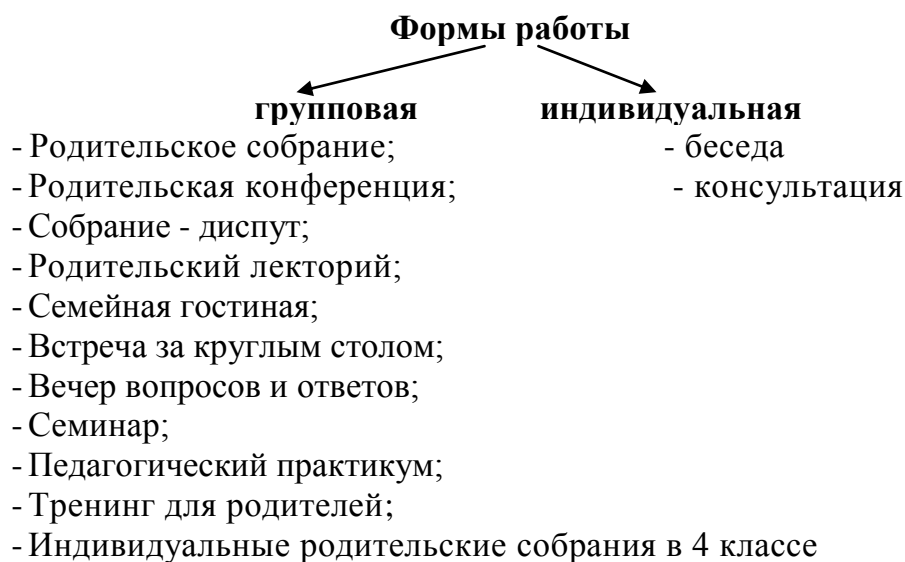 Формы работы
групповая индивидуальная
- Родительское собрание; - беседа
- Родительская конференция; - консультация
- Собрание - диспут;
- Родительский лекторий;
- Семейная гостиная;
- Встреча за круглым столом;
- Вечер вопросов и ответов;
- Семинар;
- Педагогический практикум;
- Тренинг для родителей;
- Индивидуальные родительские собрания в 4 классе